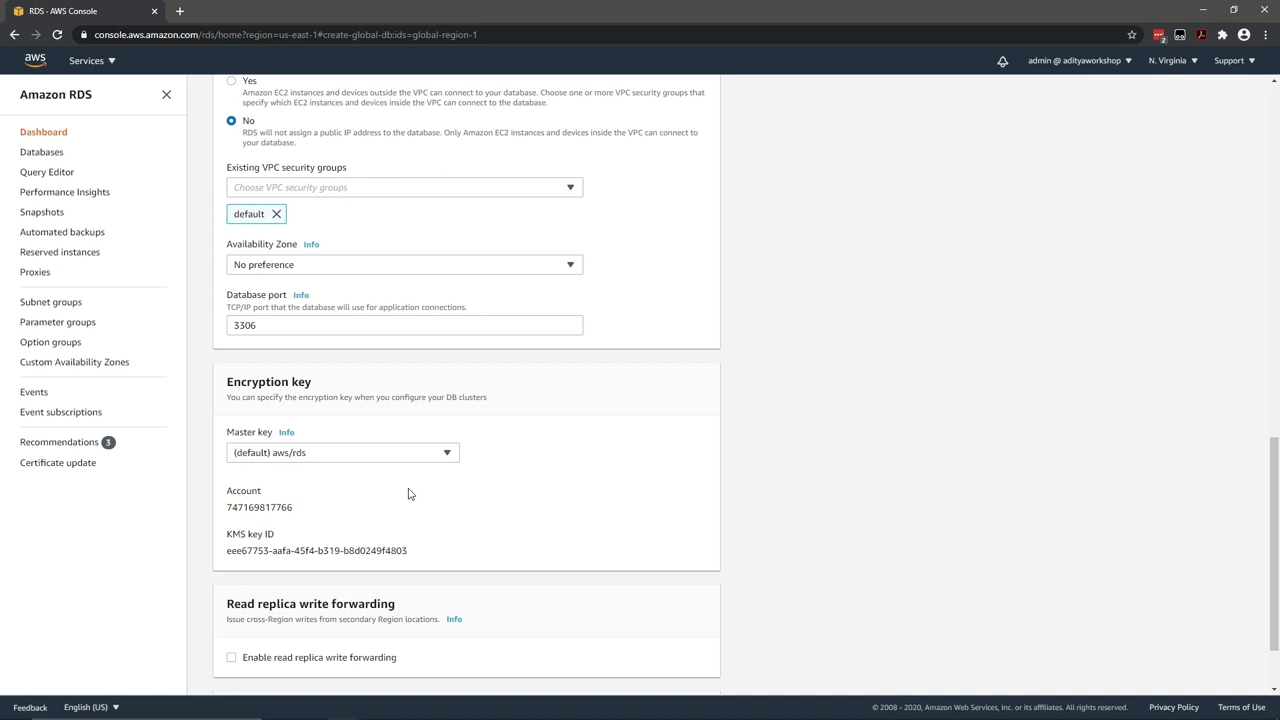 RDS - AWS Console
console.aws.amazon.com/rds/home?region=us-east-1#create-global-db:ids=global-region-1
2
aws
Services
admin @ adityaworkshop
N. Virginia
Support
Amazon RDS
Dashboard
Databases
Query Editor
Performance Insights
Snapshots
Automated backups
Reserved instances
Proxies
Subnet groups
Parameter groups
Option groups
Custom Availability Zones
Events
Event subscriptions
Recommendations 3
Certificate update
Yes
Amazon EC2 instances and devices outside the VPC can connect to your database. Choose one or more VPC security groups that
specify which EC2 instances and devices inside the VPC can connect to the database.
No
RDS will not assign a public IP address to the database. Only Amazon EC2 instances and devices inside the VPC can connect to
your database.
Existing VPC security groups
Choose VPC security groups
default
Availability Zone Info
No preference
Database port Info
TCP/IP port that the database will use for application connections.
3306
Encryption key
You can specify the encryption key when you configure your DB clusters
Master key Info
(default) aws/rds
Account
747169817766
KMS key ID
eee67753-aafa-45f4-b319-b8d0249f4803
Read replica write forwarding
Issue cross-Region writes from secondary Region locations. Info
Enable read replica write forwarding
Feedback
English (US)
© 2008 - 2020, Amazon Web Services, Inc. or its affiliates. All rights reserved.
Privacy Policy
Terms of Use